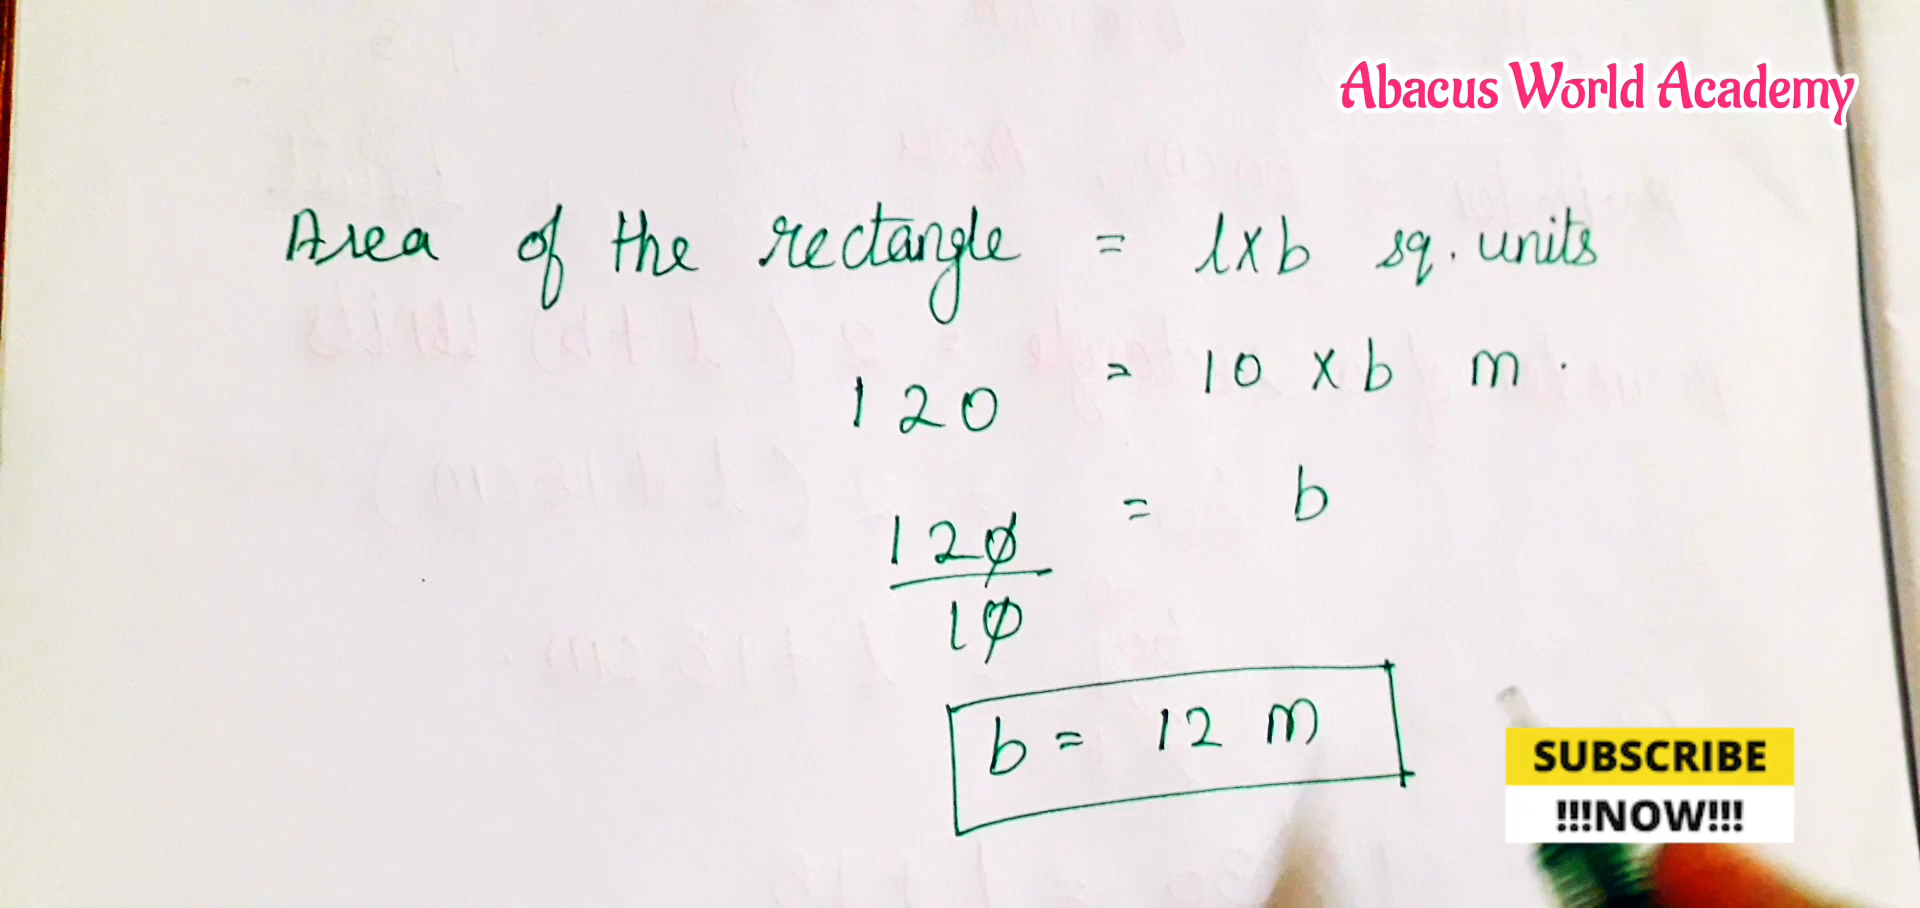 Abacus World Academy
Area of the rectangle = l x b sq. units
120 = 10 x b m.
120/10 = b
b = 12 m
SUBSCRIBE
!!!NOW!!!